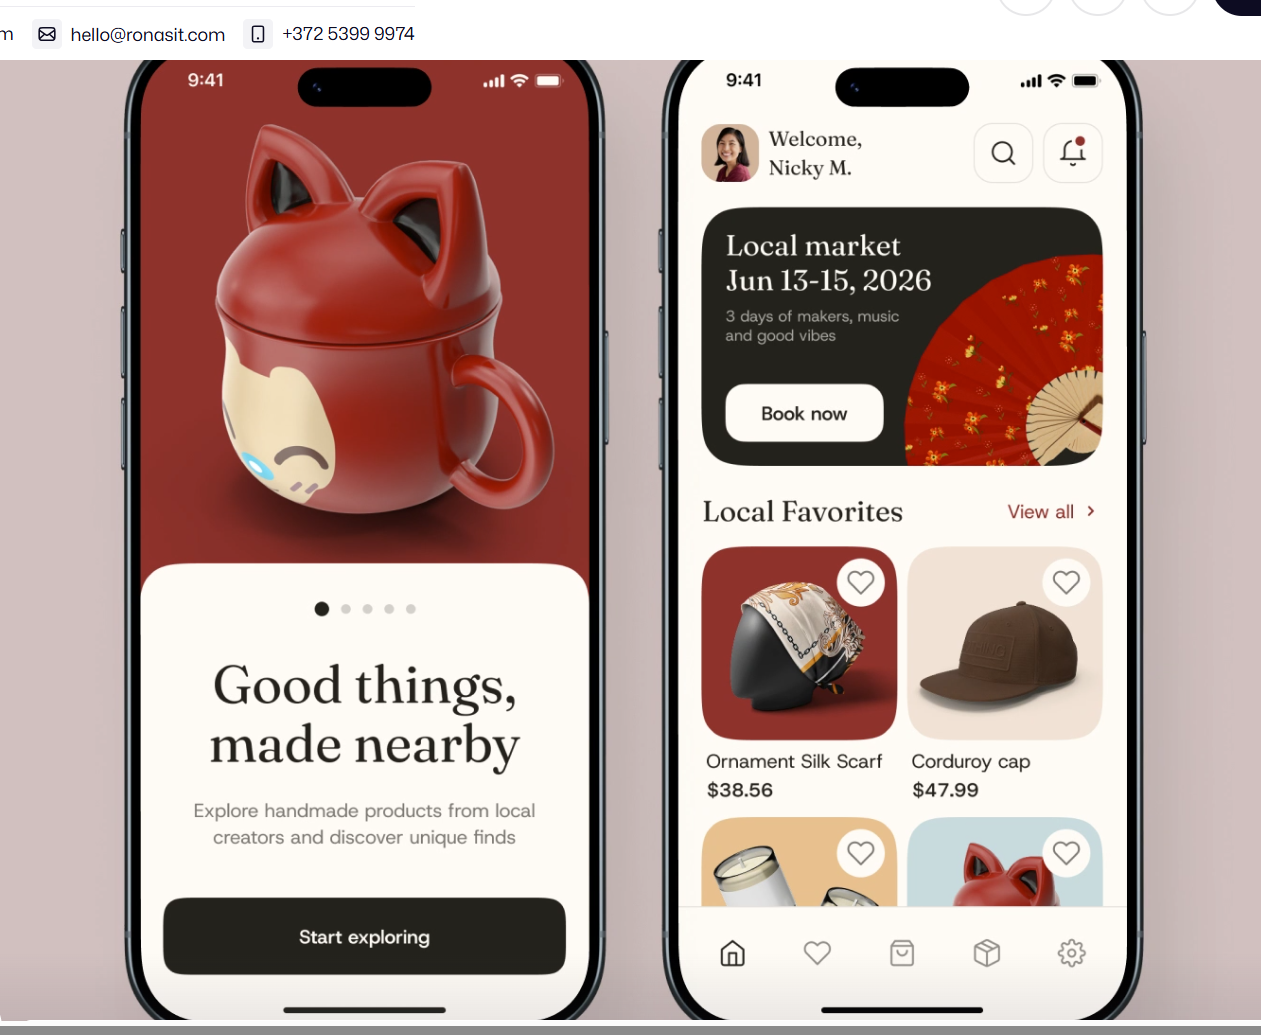 m hello@ronasit.com +372 5399 9974
9:41
Good things,
made nearby
Explore handmade products from local
creators and discover unique finds
Start exploring
9:41
Welcome,
Nicky M.
Local market
Jun 13-15, 2026
3 days of makers, music
and good vibes
Book now
Local Favorites
View all
Ornament Silk Scarf
$38.56
Corduroy cap
$47.99